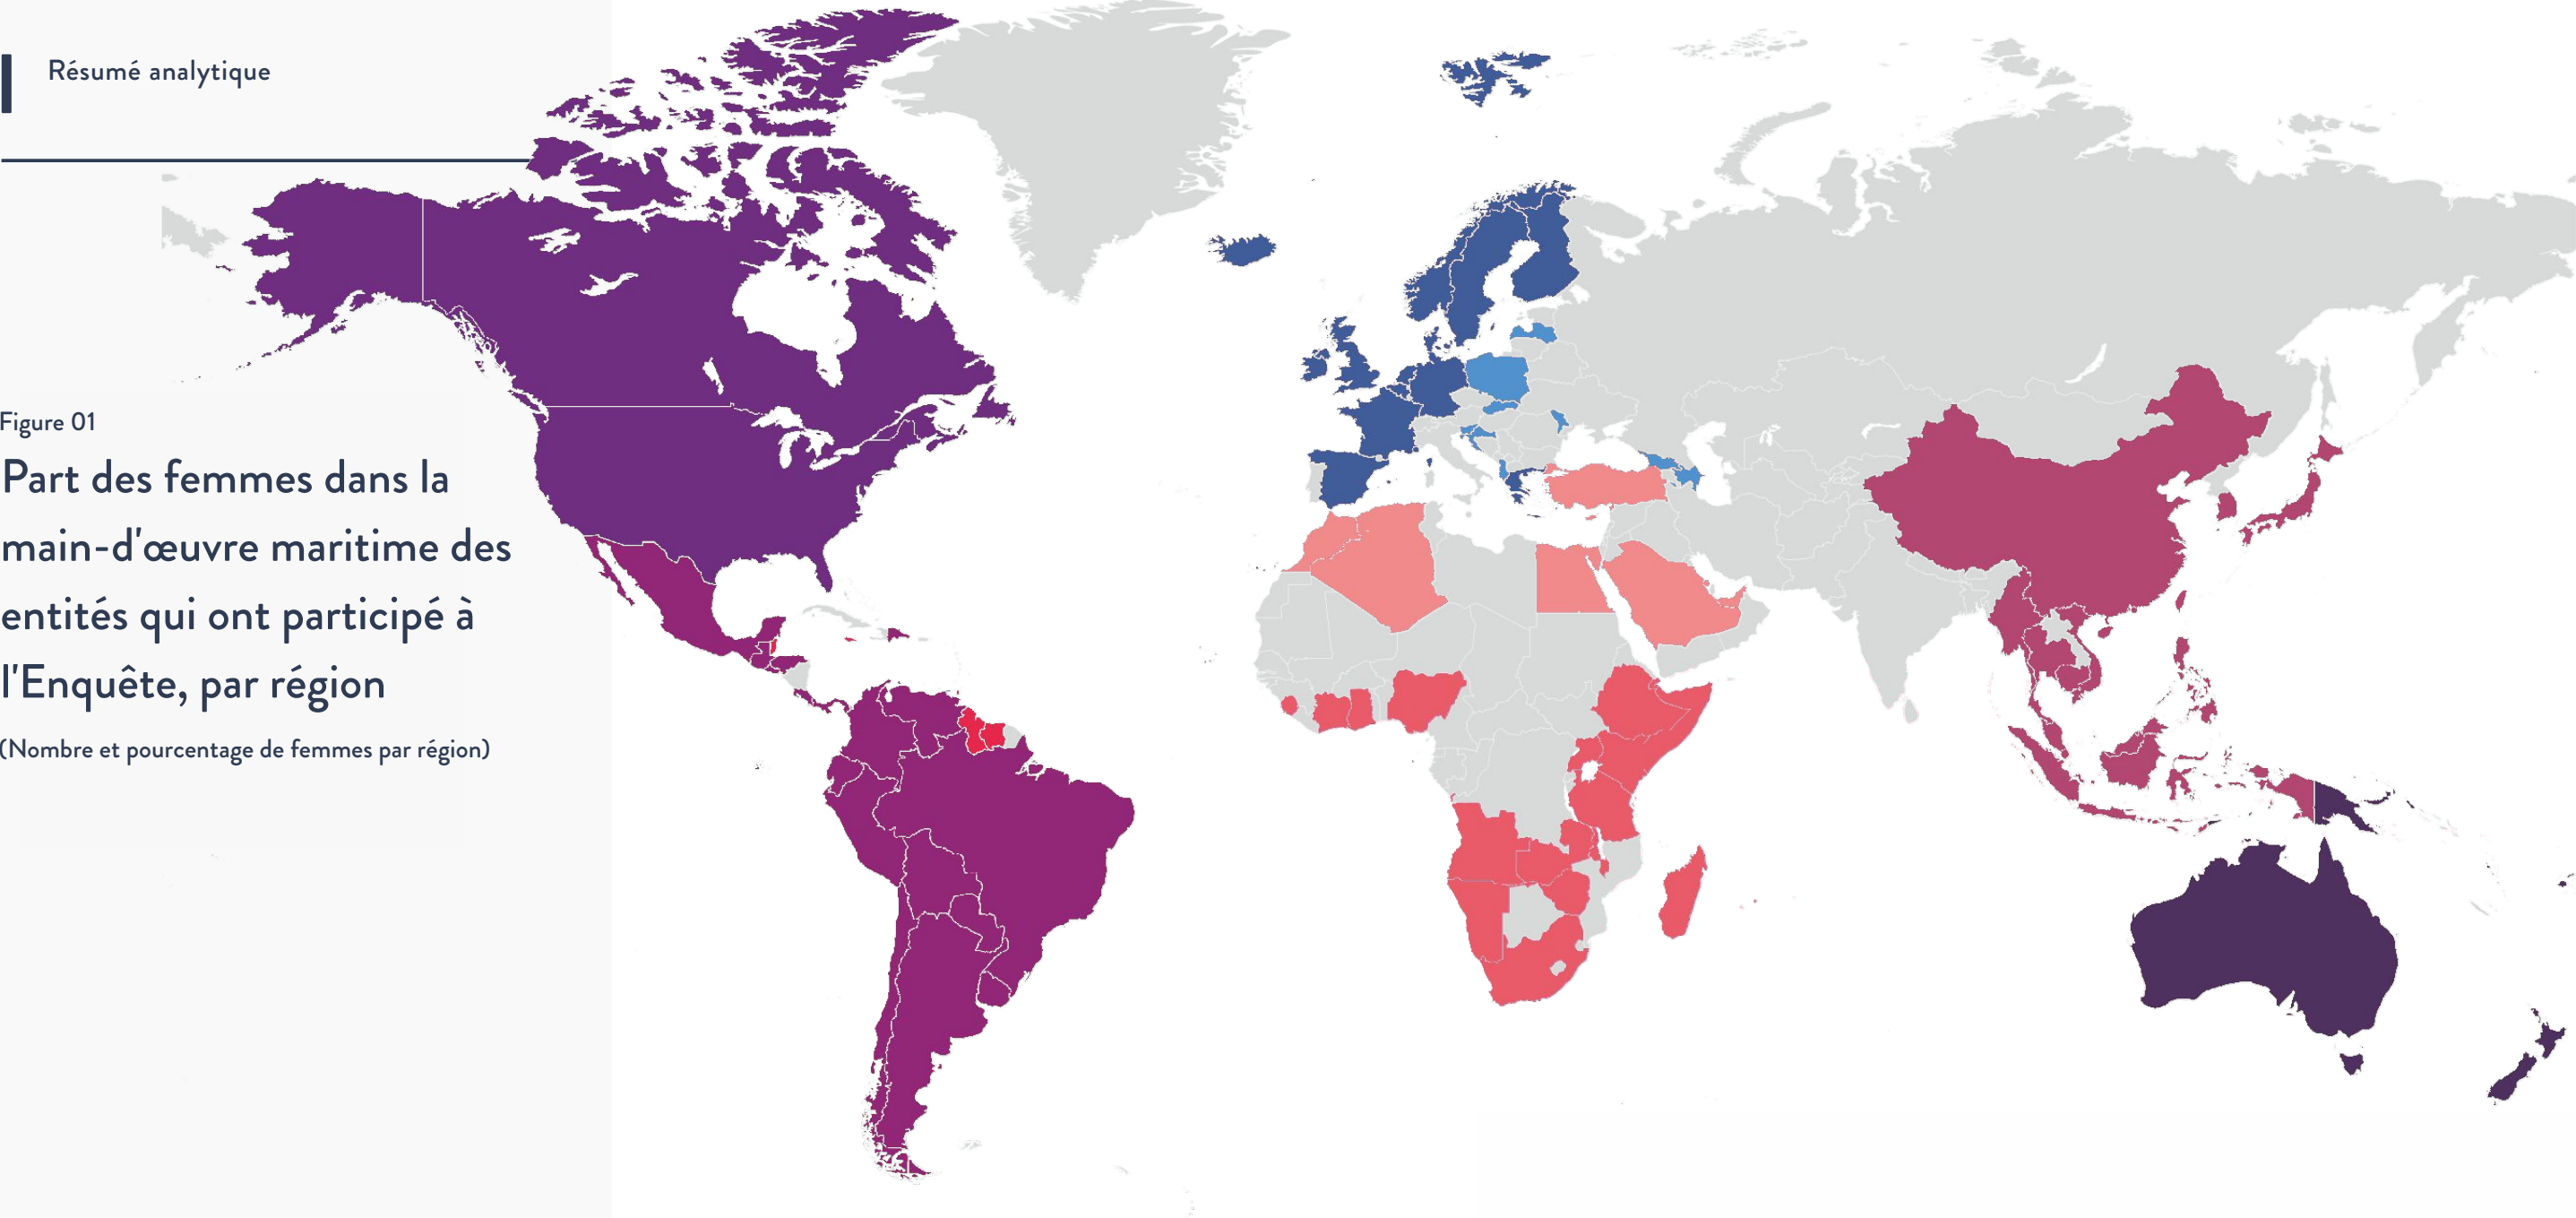 Résumé analytique
Figure 01
Part des femmes dans la
main-d'œuvre maritime des
entités qui ont participé à
l'Enquête, par région
(Nombre et pourcentage de femmes par région)